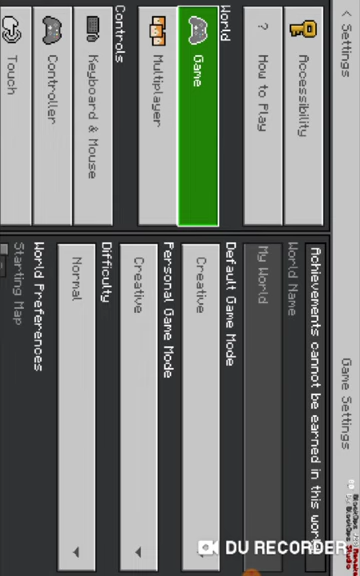 < Settings
Game Settings
Accessibility
How to Play
World
Game
Multiplayer
Controls
Keyboard & Mouse
Controller
Touch
Achievements cannot be earned in this world
World Name
My World
Default Game Mode
Creative
Personal Game Mode
Creative
Difficulty
Normal
World Preferences
Starting Map
DU RECORDER